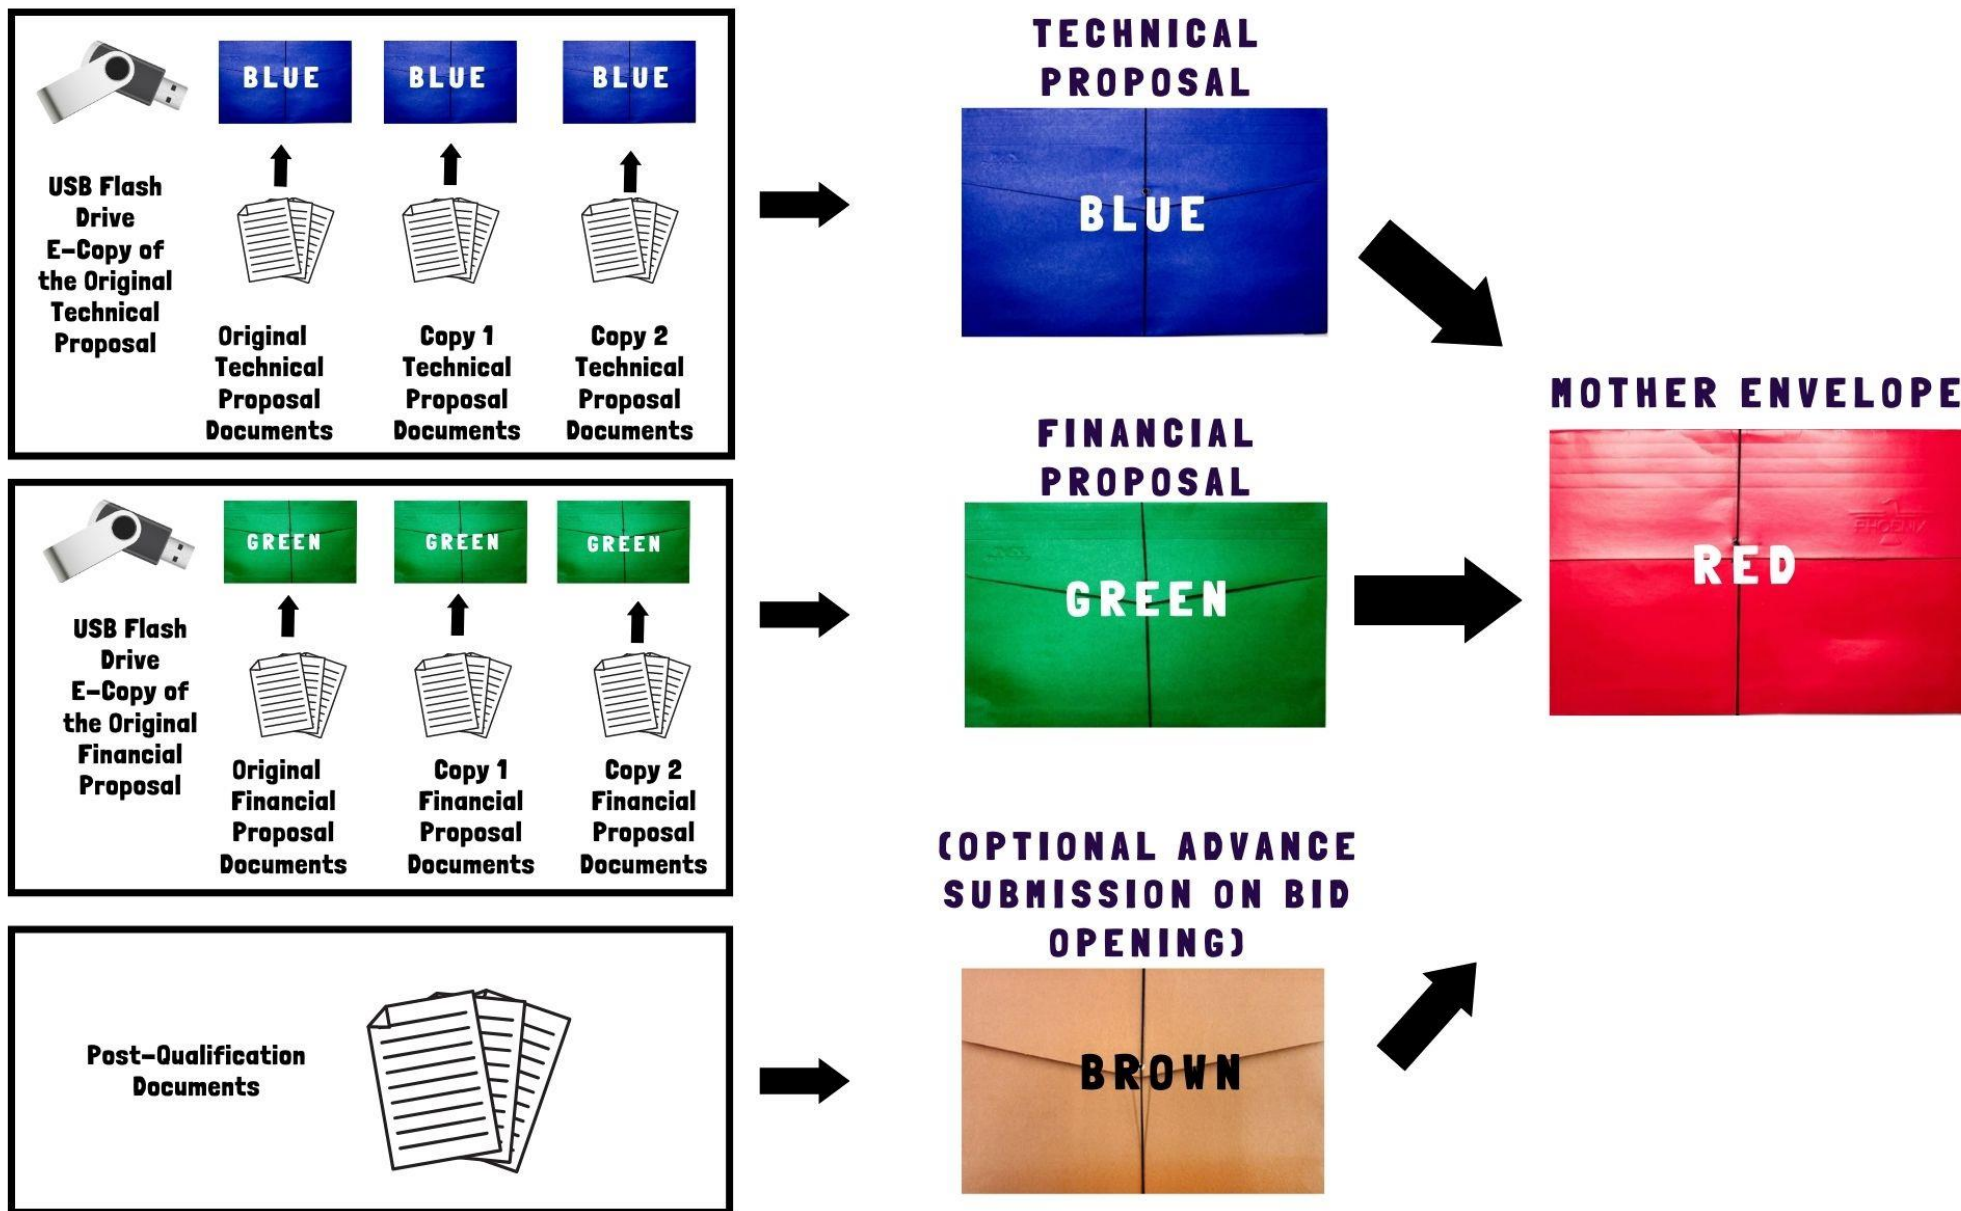 BLUE
BLUE
BLUE
USB Flash
Drive
E-Copy of
the Original
Technical
Proposal
Original
Technical
Proposal
Documents
Copy 1
Technical
Proposal
Documents
Copy 2
Technical
Proposal
Documents
TECHNICAL
PROPOSAL
BLUE
GREEN
GREEN
GREEN
USB Flash
Drive
E-Copy of
the Original
Financial
Proposal
Original
Financial
Proposal
Documents
Copy 1
Financial
Proposal
Documents
Copy 2
Financial
Proposal
Documents
FINANCIAL
PROPOSAL
GREEN
MOTHER ENVELOPE
RED
Post-Qualification
Documents
(OPTIONAL ADVANCE
SUBMISSION ON BID
OPENING)
BROWN